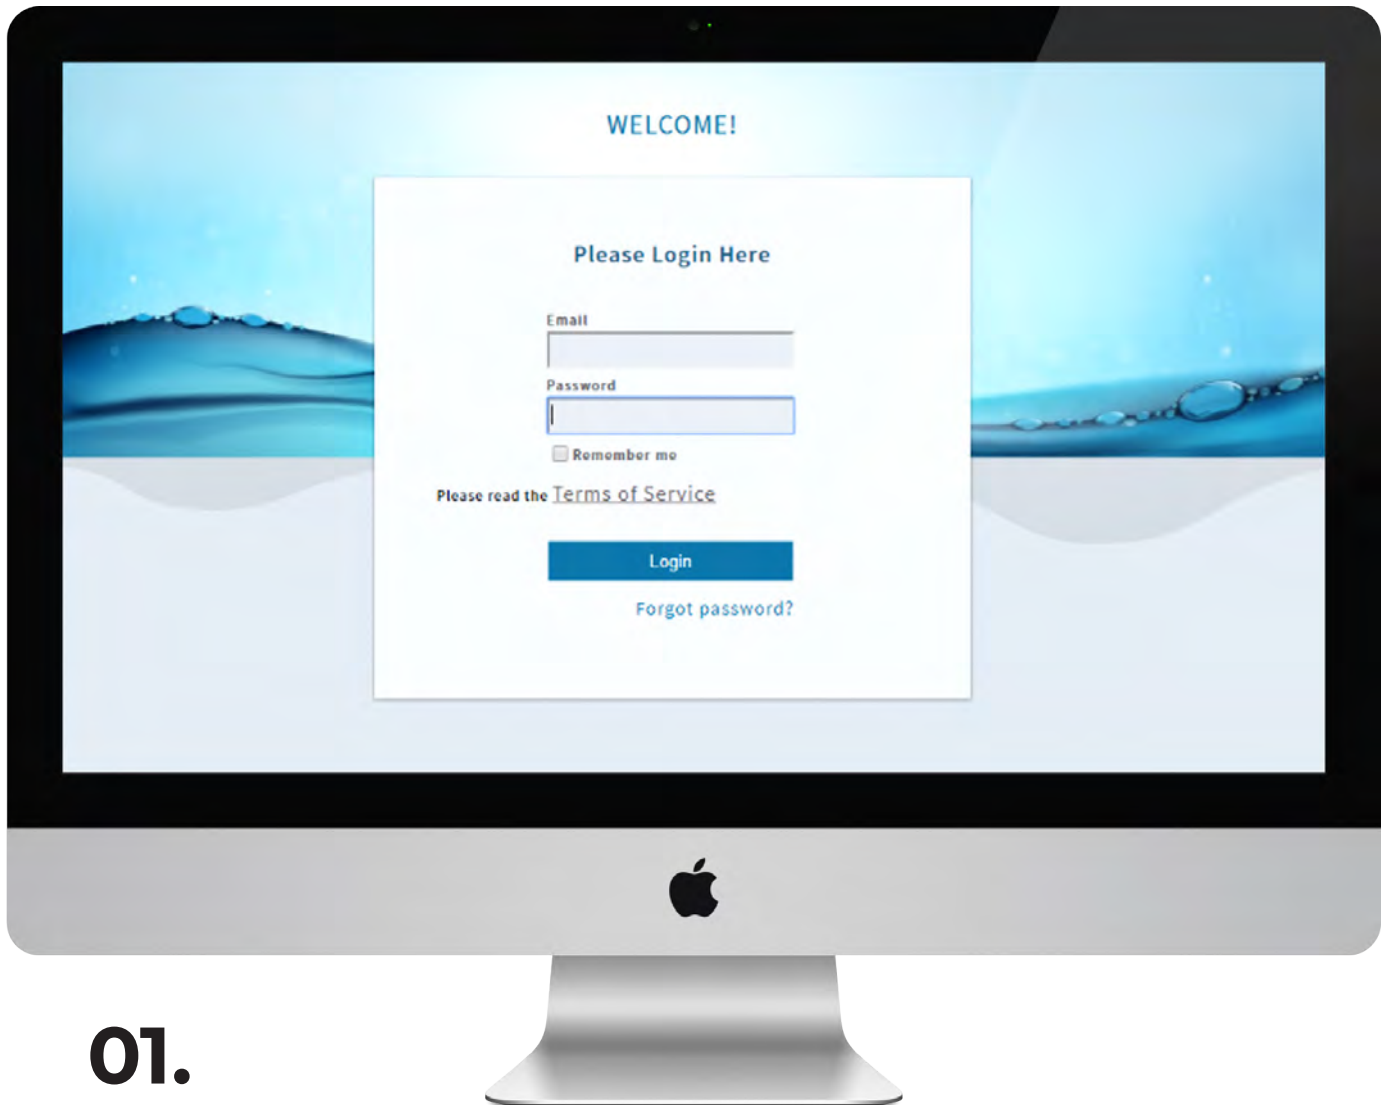 WELCOME!
Please Login Here
Email
Password
Remember me
Please read the Terms of Service
Login
Forgot password?
01.